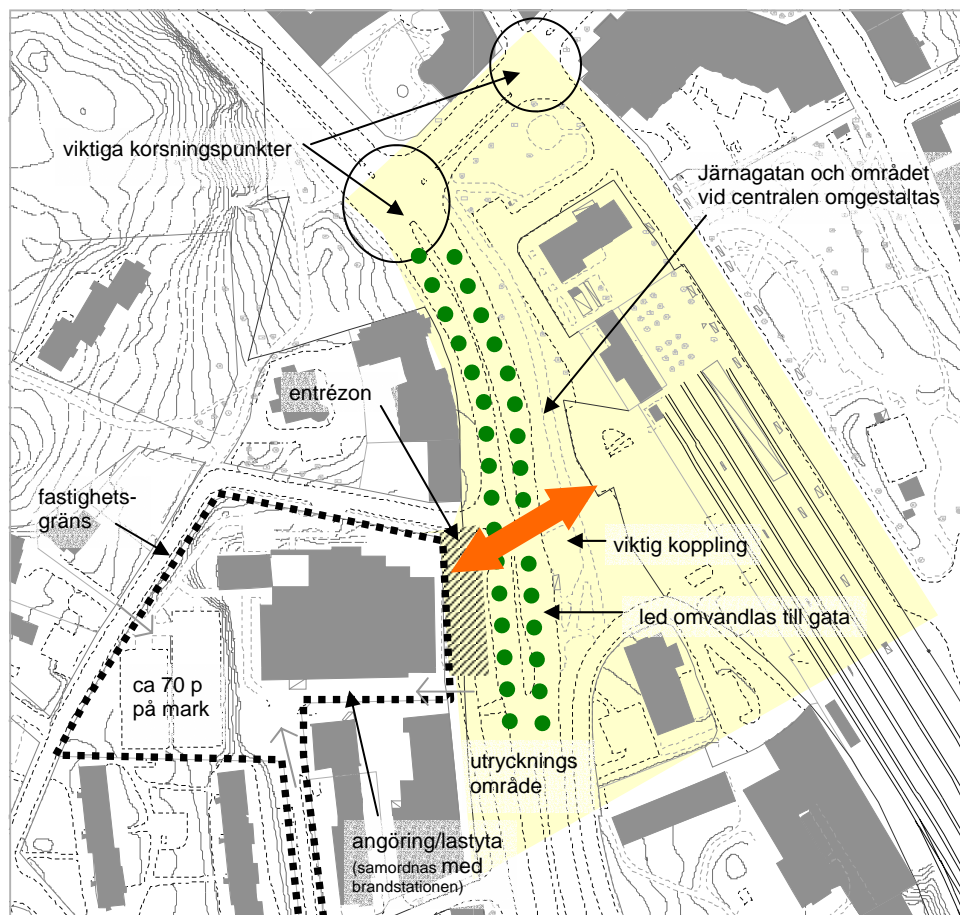 viktiga korsningspunkter
Järnagatan och området
vid centralen omgestaltas
entrézon
fastighets-
gräns
viktig koppling
led omvandlas till gata
ca 70 p
på mark
utrycknings
område
angöring/lastyta
(samordnas med
brandstationen)